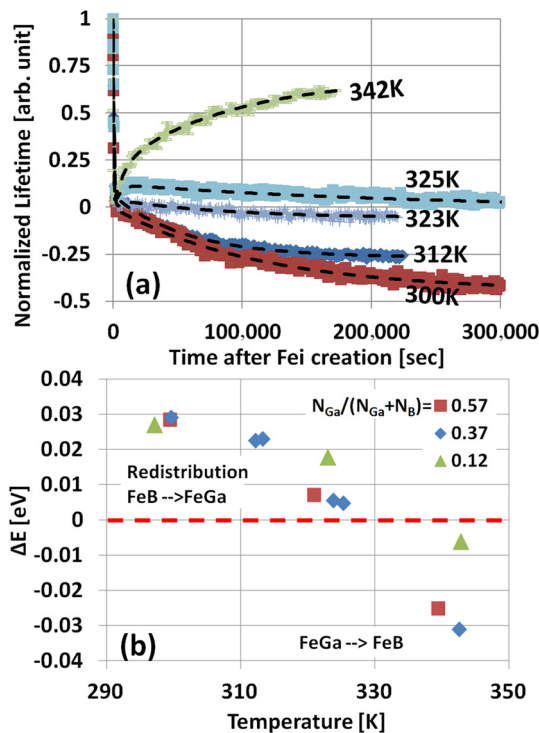 Normalized Lifetime [arb. unit]
1
0.75
0.5
0.25
0
-0.25
-0.5
342K
325K
323K
312K
300K
(a)
0 100,000 200,000 300,000
Time after Fei creation [sec]
ΔE [eV]
0.04
0.03
0.02
0.01
0
-0.01
-0.02
-0.03
-0.04
N_Ga/(N_Ga+N_B)= 0.57
0.37
0.12
Redistribution
FeB -->FeGa
FeGa --> FeB
(b)
290 310 330 350
Temperature [K]